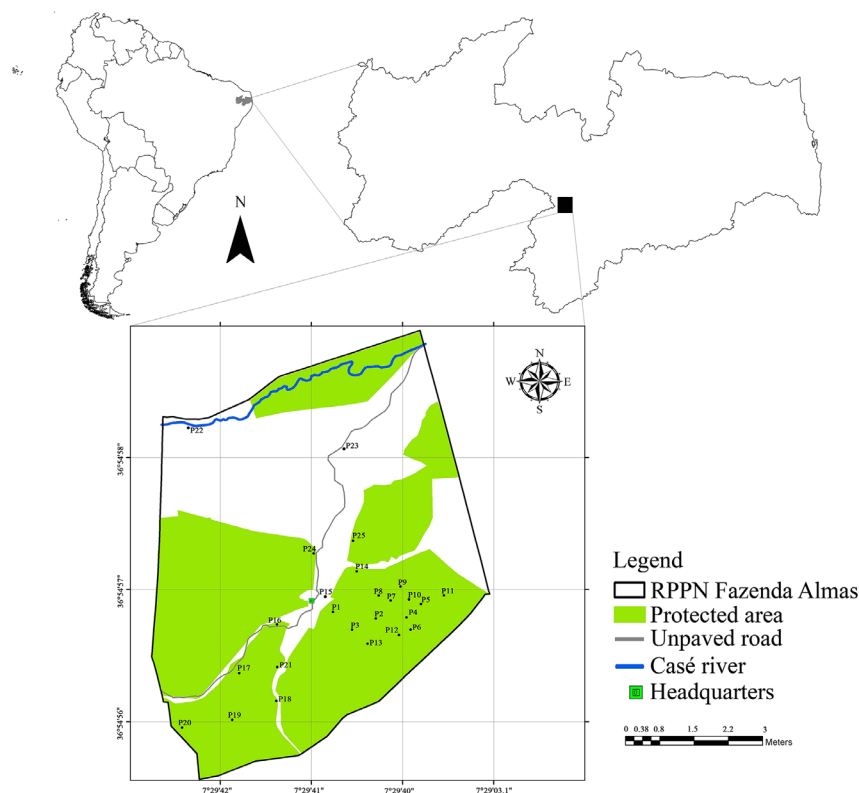 N
N
W E
S
P22
P23
36°54'58"
P25
P24
P14
P9
36°54'57"
P8
P7
P10
P11
P5
P15
P1
P2
P4
P16
P3
P12
P6
P13
P21
P17
P18
P19
P20
36°54'56"
7°29'42
7°29'41
7°29'40
7°29'03.1"
Legend
RPPN Fazenda Almas
Protected area
Unpaved road
Casé river
Headquarters
0 0.38 0.8 1.5 2.2 3
Meters